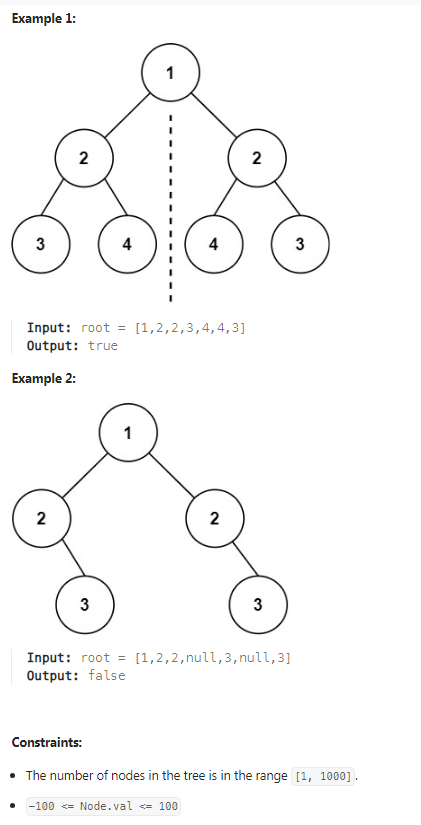 Example 1:
1
2 2
3 4 4 3
Input: root = [1,2,2,3,4,4,3]
Output: true
Example 2:
1
2 2
3 3
Input: root = [1,2,2,null,3,null,3]
Output: false
Constraints:
• The number of nodes in the tree is in the range [1, 1000].
• -100 <= Node.val <= 100